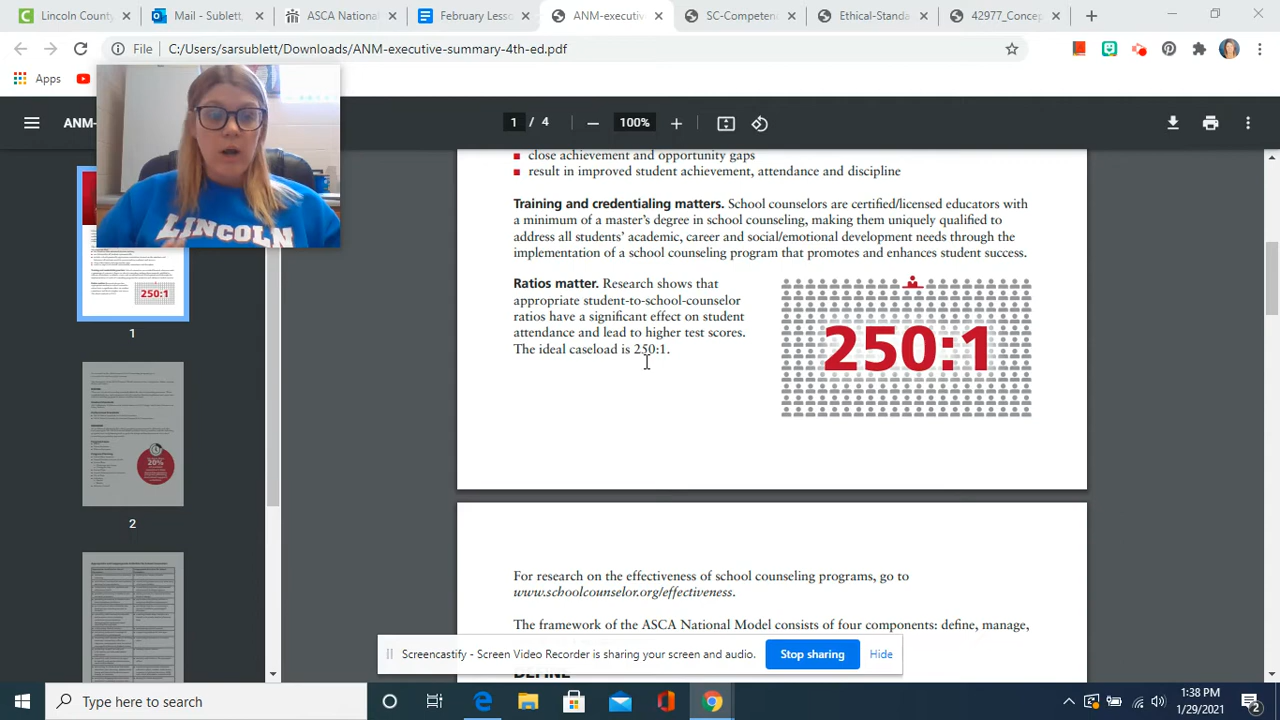 Lincoln County
Mail - Sublett,
ASCA National
February Lesso
ANM-executive
SC-Competenc
Ethical-Standa
42977_Concep
File
C:/Users/sarsublett/Downloads/ANM-executive-summary-4th-ed.pdf
Apps
ANM-
1 / 4
100%
close achievement and opportunity gaps
result in improved student achievement, attendance and discipline
Training and credentialing matters. School counselors are certified/licensed educators with
a minimum of a master's degree in school counseling, making them uniquely qualified to
address all students' academic, career and social/emotional development needs through the
implementation of a school counseling program that promotes and enhances student success.
Ratios matter. Research shows that
appropriate student-to-school-counselor
ratios have a significant effect on student
attendance and lead to higher test scores.
The ideal caseload is 250:1.
250:1
LINCOLN
250:1
1
20%
2
For research on the effectiveness of school counseling programs, go to
www.schoolcounselor.org/effectiveness.
The framework of the ASCA National Model consists of four components: define, manage,
DEFINE
Screencastify - Screen Video Recorder is sharing your screen and audio.
Stop sharing
Hide
Type here to search
1:38 PM
1/29/2021
2